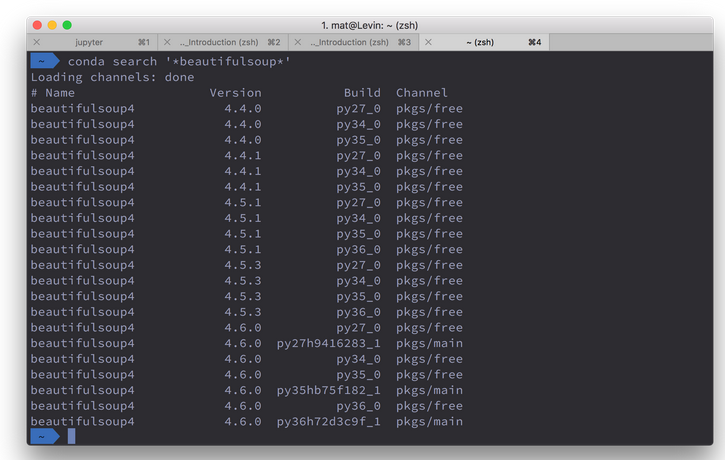 1. mat@Levin: ~ (zsh)
jupyter ⌘1 .._Introduction (zsh) ⌘2 .._Introduction (zsh) ⌘3 ~ (zsh) ⌘4
~ conda search '*beautifulsoup*'
Loading channels: done
# Name Version Build Channel
beautifulsoup4 4.4.0 py27_0 pkgs/free
beautifulsoup4 4.4.0 py34_0 pkgs/free
beautifulsoup4 4.4.0 py35_0 pkgs/free
beautifulsoup4 4.4.1 py27_0 pkgs/free
beautifulsoup4 4.4.1 py34_0 pkgs/free
beautifulsoup4 4.4.1 py35_0 pkgs/free
beautifulsoup4 4.5.1 py27_0 pkgs/free
beautifulsoup4 4.5.1 py34_0 pkgs/free
beautifulsoup4 4.5.1 py35_0 pkgs/free
beautifulsoup4 4.5.1 py36_0 pkgs/free
beautifulsoup4 4.5.3 py27_0 pkgs/free
beautifulsoup4 4.5.3 py34_0 pkgs/free
beautifulsoup4 4.5.3 py35_0 pkgs/free
beautifulsoup4 4.5.3 py36_0 pkgs/free
beautifulsoup4 4.6.0 py27_0 pkgs/free
beautifulsoup4 4.6.0 py27h9416283_1 pkgs/main
beautifulsoup4 4.6.0 py34_0 pkgs/free
beautifulsoup4 4.6.0 py35_0 pkgs/free
beautifulsoup4 4.6.0 py35hb75f182_1 pkgs/main
beautifulsoup4 4.6.0 py36_0 pkgs/free
beautifulsoup4 4.6.0 py36h72d3c9f_1 pkgs/main
~